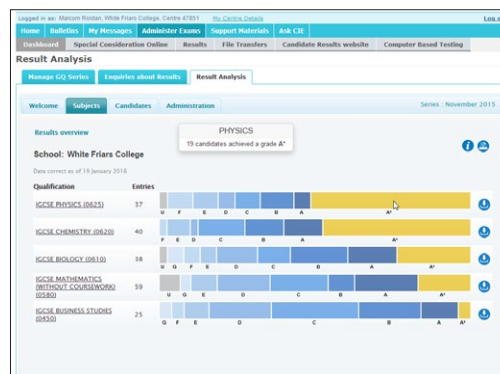 Logged in as: Malcom Roidan, White Friars College, Centre 47851 My Centre Details
Home Bulletins My Messages Administer Exams Support Materials Ask CIE
Dashboard Special Consideration Online Results File Transfers Candidate Results website Computer Based Testing
Result Analysis
Manage GQ Series Enquiries about Results Result Analysis
Welcome Subjects Candidates Administration Series : November 2015
Results overview
PHYSICS
19 candidates achieved a grade A*
School: White Friars College
Data correct as of 19 January 2016
Qualification Entries
IGCSE PHYSICS (0625) 37
U F E D C B A A*
IGCSE CHEMISTRY (0620) 40
F E D C B A A*
IGCSE BIOLOGY (0610) 38
U G F E D C B A A*
IGCSE MATHEMATICS
(WITHOUT COURSEWORK) 59
(0580)
U G F E D C B A A*
IGCSE BUSINESS STUDIES 25
(0450)
G F E D C B A A*